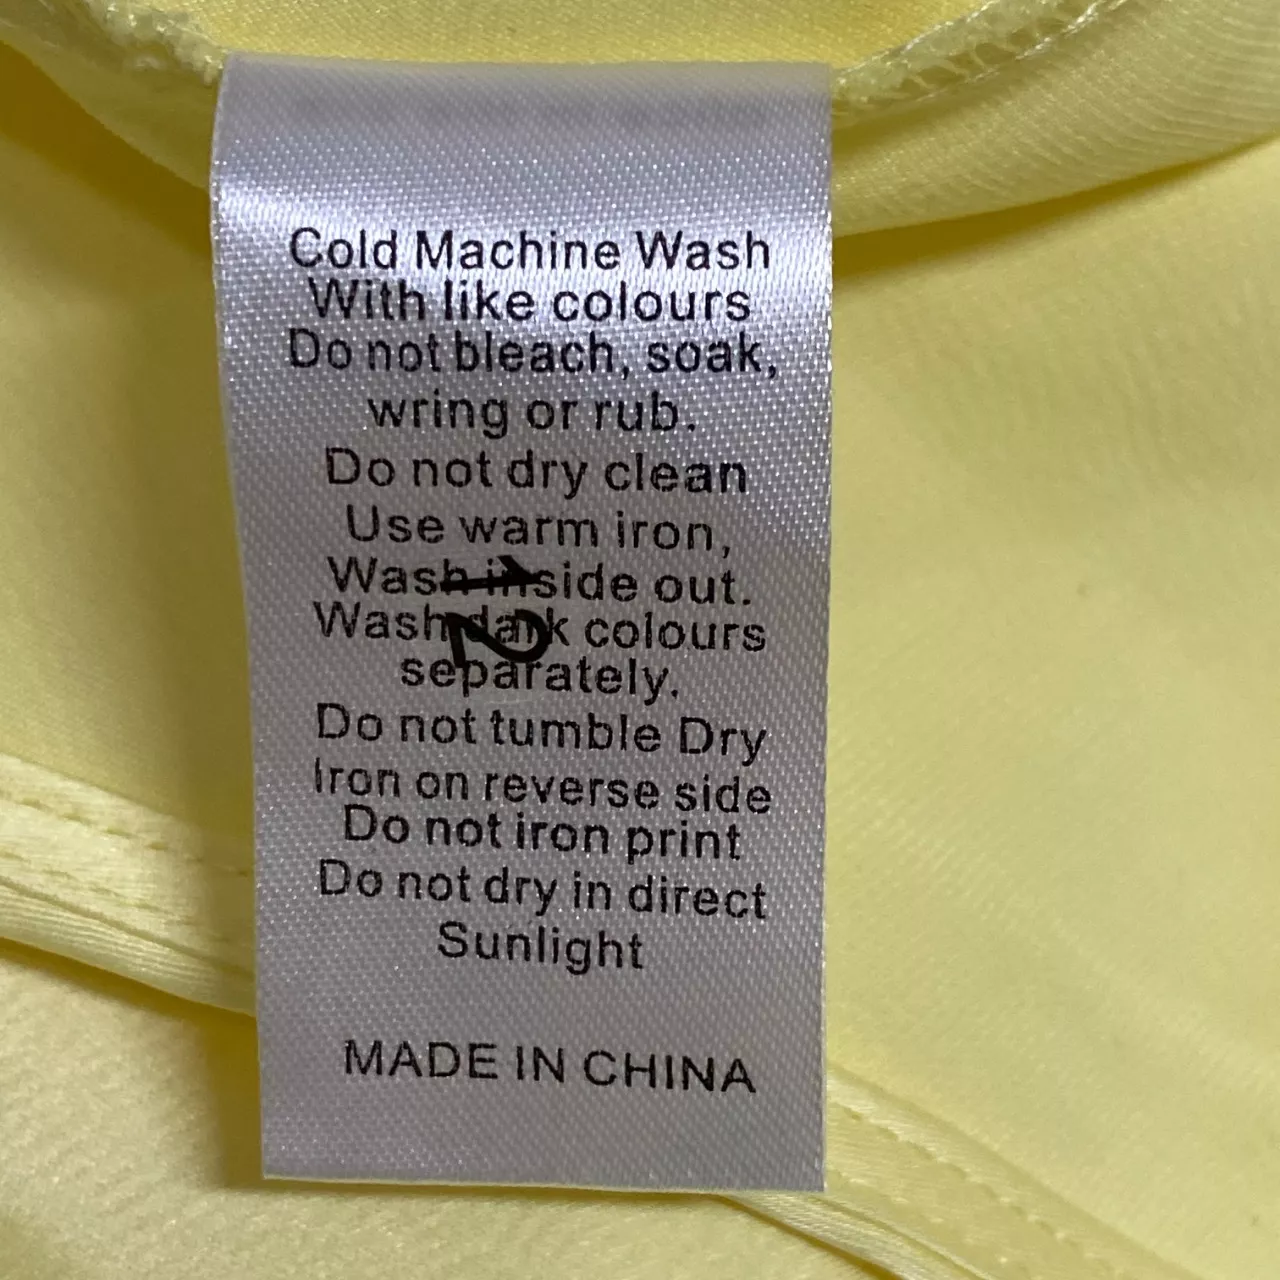 Cold Machine Wash
With like colours
Do not bleach, soak,
wring or rub.
Do not dry clean
Use warm iron,
Wash inside out.
Wash dark colours
separately.
Do not tumble Dry
Iron on reverse side
Do not iron print
Do not dry in direct
Sunlight
MADE IN CHINA
12